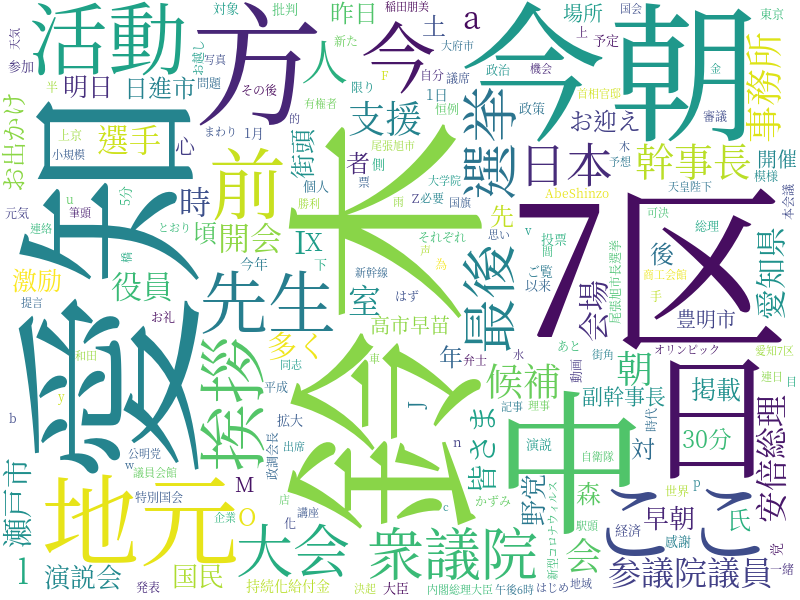 活動
対象
批判
昨日
稲田朋美
土
a
場所
新た
大府市
国会
上
予定
東京
天気
参加
お越し
写真
方
今
今
朝
明日
日進市
問題
その後
人
自分
議席
政治
機会
首相官邸
金
審議
事務所
F
限り
有権者
1日
恒例
政策
お出かけ
半
上京
小規模
選手
心
まわり
1月
的
街頭
支援
選挙
お迎え
木
予想
幹事長
開催
模様
元気
u
5分
筆頭
連絡
とおり
橋
時
前
者
個人
勝利
票
側
尾張旭市
雨
大学院
Z
必要
国旗
日本
AbeShinzo
天皇陛下
本会議
愛知
鈴木
7区
中
日
ここ
頃
開会
Ⅸ
先
それぞれ
思い
v
投票
間
可決
総理
後
愛知県
激励
提言
役員
今年
下
声
為
新幹線
はず
室
最後
ご覧
以来
会場
尾張旭市長選挙
商工会館
手
豊明市
お礼
和田
先生
多く
同志
高市早苗
年
弁士
水
あと
街角
オリンピック
愛知7区
連日
目
挨拶
平成
車
候補
動画
朝
副幹事長
掲載
時代
安倍総理
b
y
公明党
w
議員会館
拡大
出席
政調会長
J
n
記事
理事
演説
対
30分
瀬戸市
特別国会
M
O
店
講座
化
皆さま
c
かずみ
野党
自衛隊
森
駅頭
新型コロナウィルス
p
世界
早朝
氏
経済
感謝
党
地元
企業
l
演説会
発表
国民
大会
持続化給付金
決起
大臣
衆議院
内閣総理大臣
午後6時
はじめ
会
地域
参議院議員
一緒